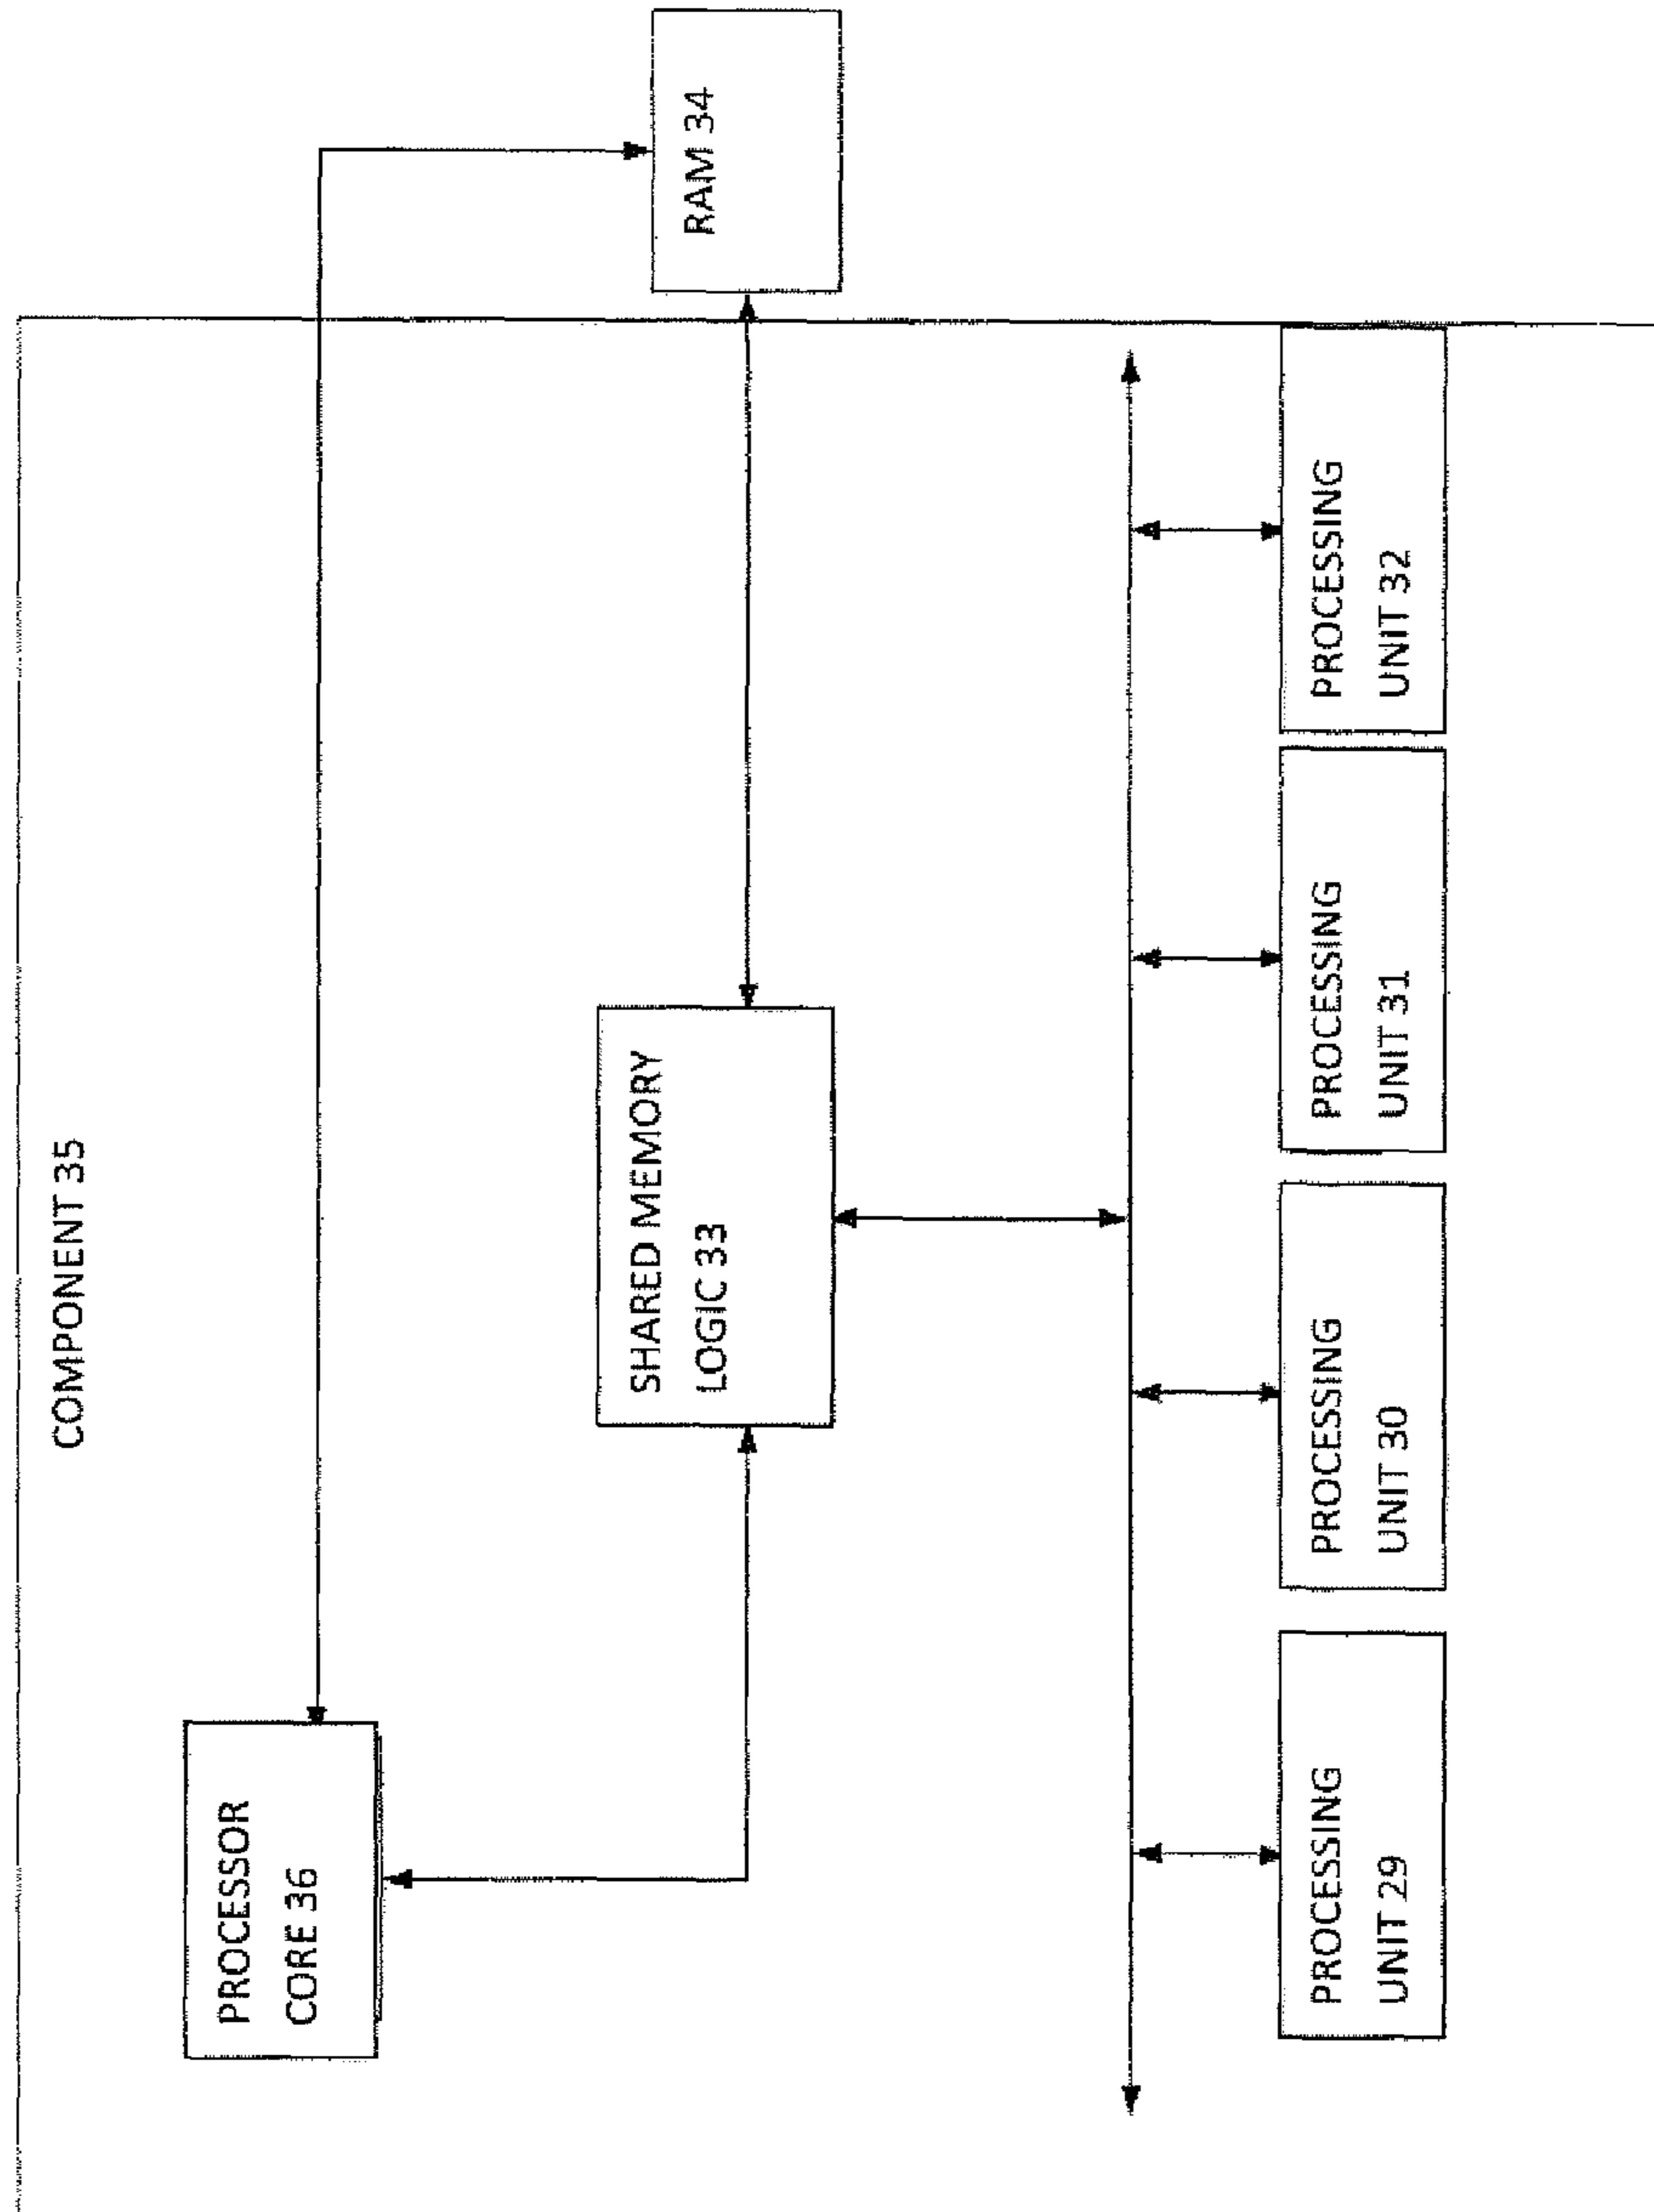 COMPONENT 35
PROCESSOR
CORE 36
SHARED MEMORY
LOGIC 33
RAM 34
PROCESSING
UNIT 29
PROCESSING
UNIT 30
PROCESSING
UNIT 31
PROCESSING
UNIT 32